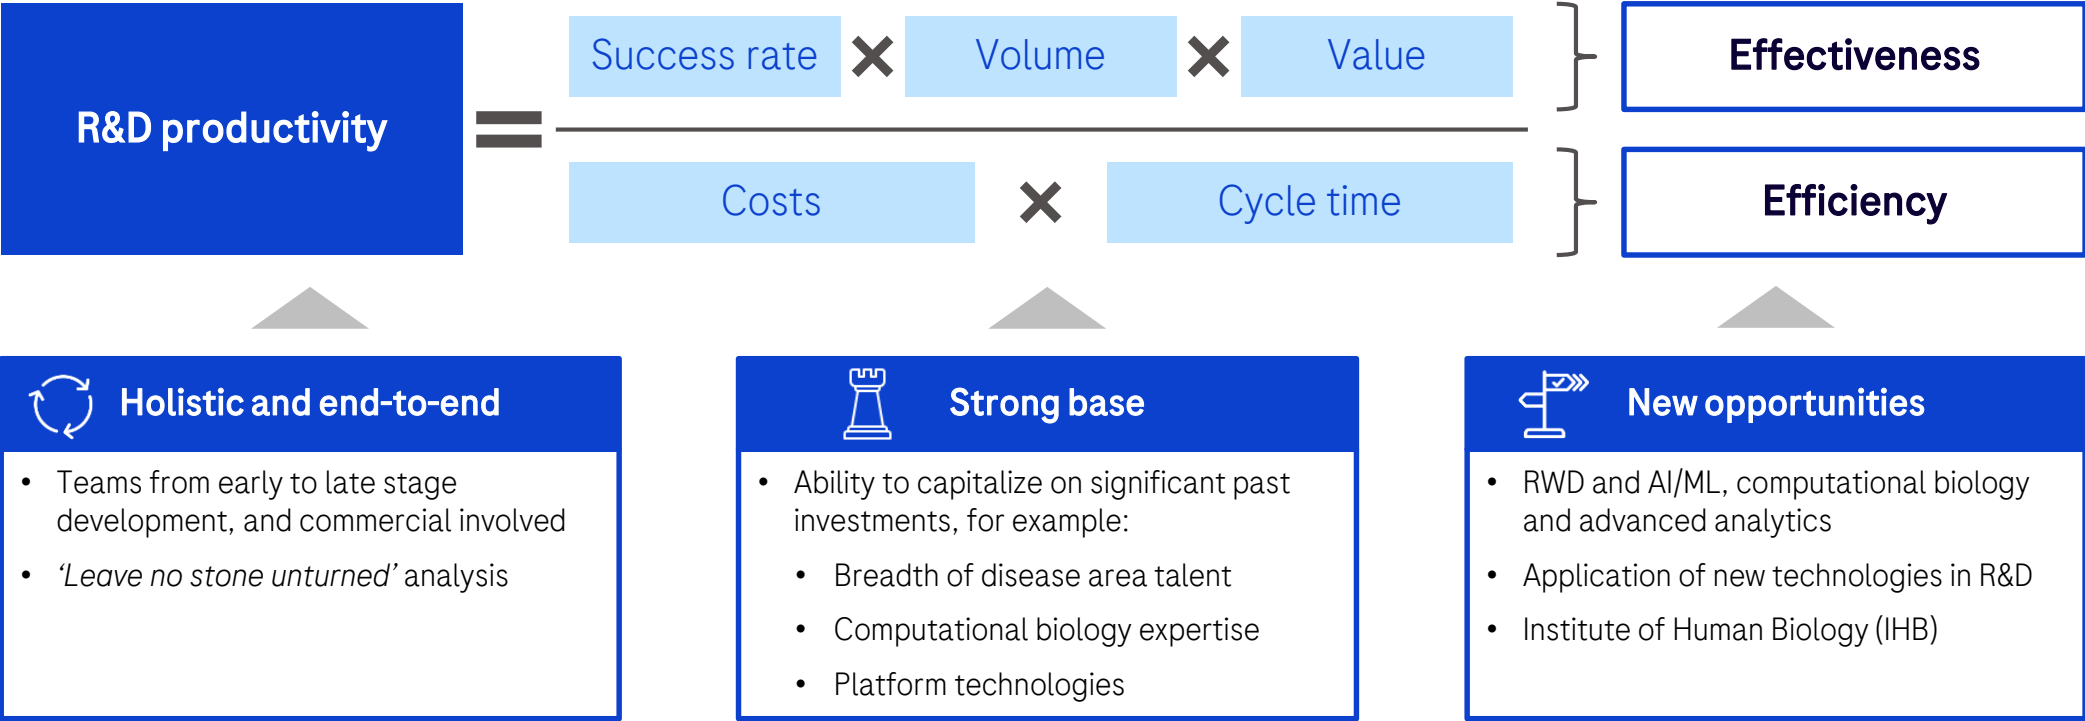 R&D productivity
=
Success rate × Volume × Value
Effectiveness
Costs × Cycle time
Efficiency
Holistic and end-to-end
• Teams from early to late stage
development, and commercial involved
• ‘Leave no stone unturned’ analysis
Strong base
• Ability to capitalize on significant past
investments, for example:
• Breadth of disease area talent
• Computational biology expertise
• Platform technologies
New opportunities
• RWD and AI/ML, computational biology
and advanced analytics
• Application of new technologies in R&D
• Institute of Human Biology (IHB)